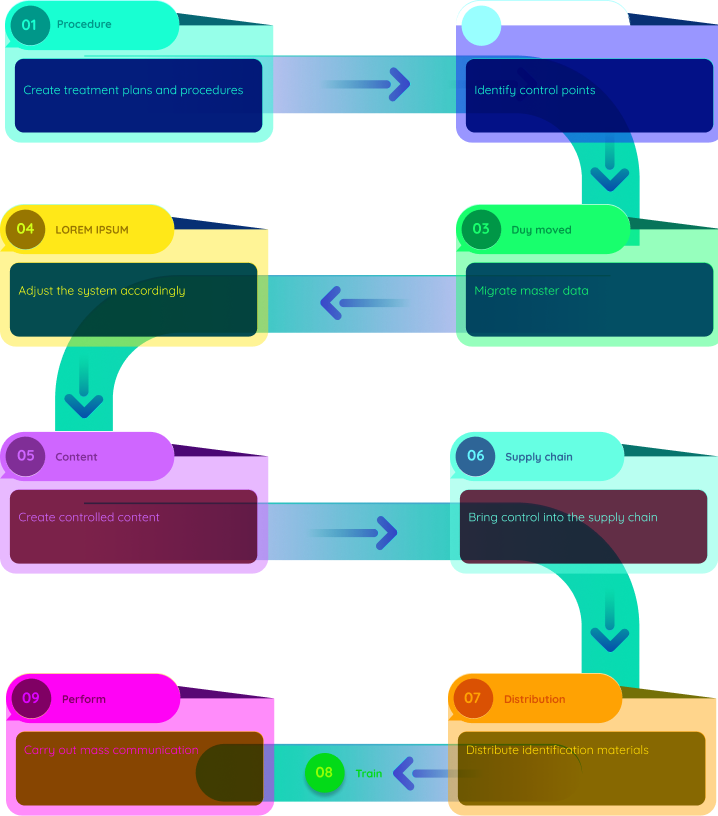 01 Procedure
Create treatment plans and procedures
Identify control points
03 Duy moved
Migrate master data
04 LOREM IPSUM
Adjust the system accordingly
05 Content
Create controlled content
06 Supply chain
Bring control into the supply chain
07 Distribution
Distribute identification materials
08 Train
09 Perform
Carry out mass communication